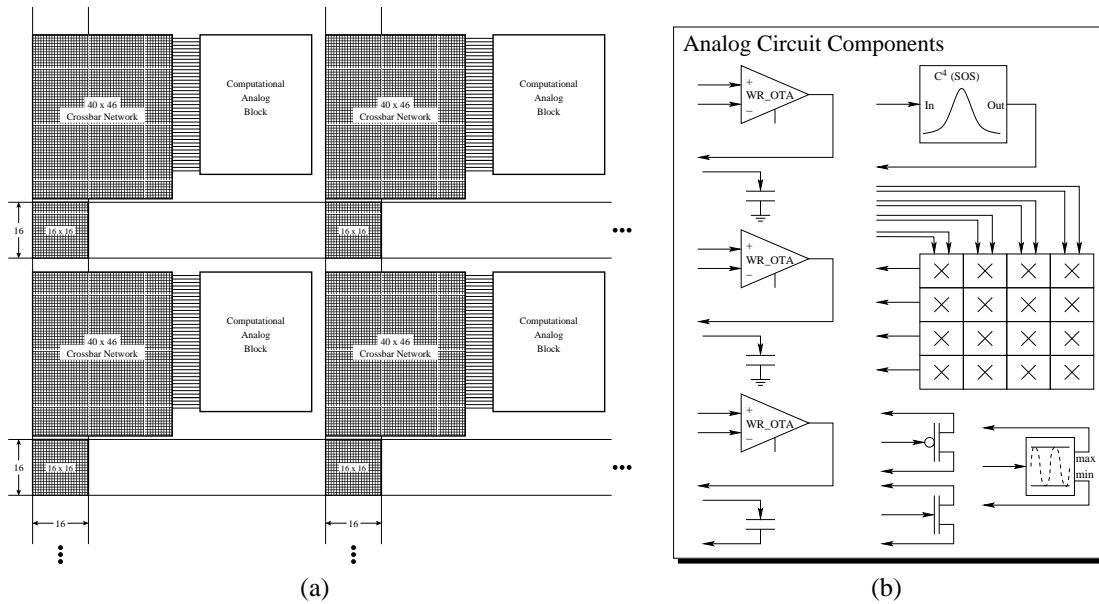 40 x 46
Crossbar Network
Computational
Analog
Block
40 x 46
Crossbar Network
Computational
Analog
Block
16
16 x 16
16 x 16
•••
40 x 46
Crossbar Network
Computational
Analog
Block
40 x 46
Crossbar Network
Computational
Analog
Block
16
16 x 16
16 x 16
•••
16
16
(a)
Analog Circuit Components
+
WR_OTA
−
C⁴ (SOS)
In
Out
+
WR_OTA
−
+
WR_OTA
−
max
min
(b)